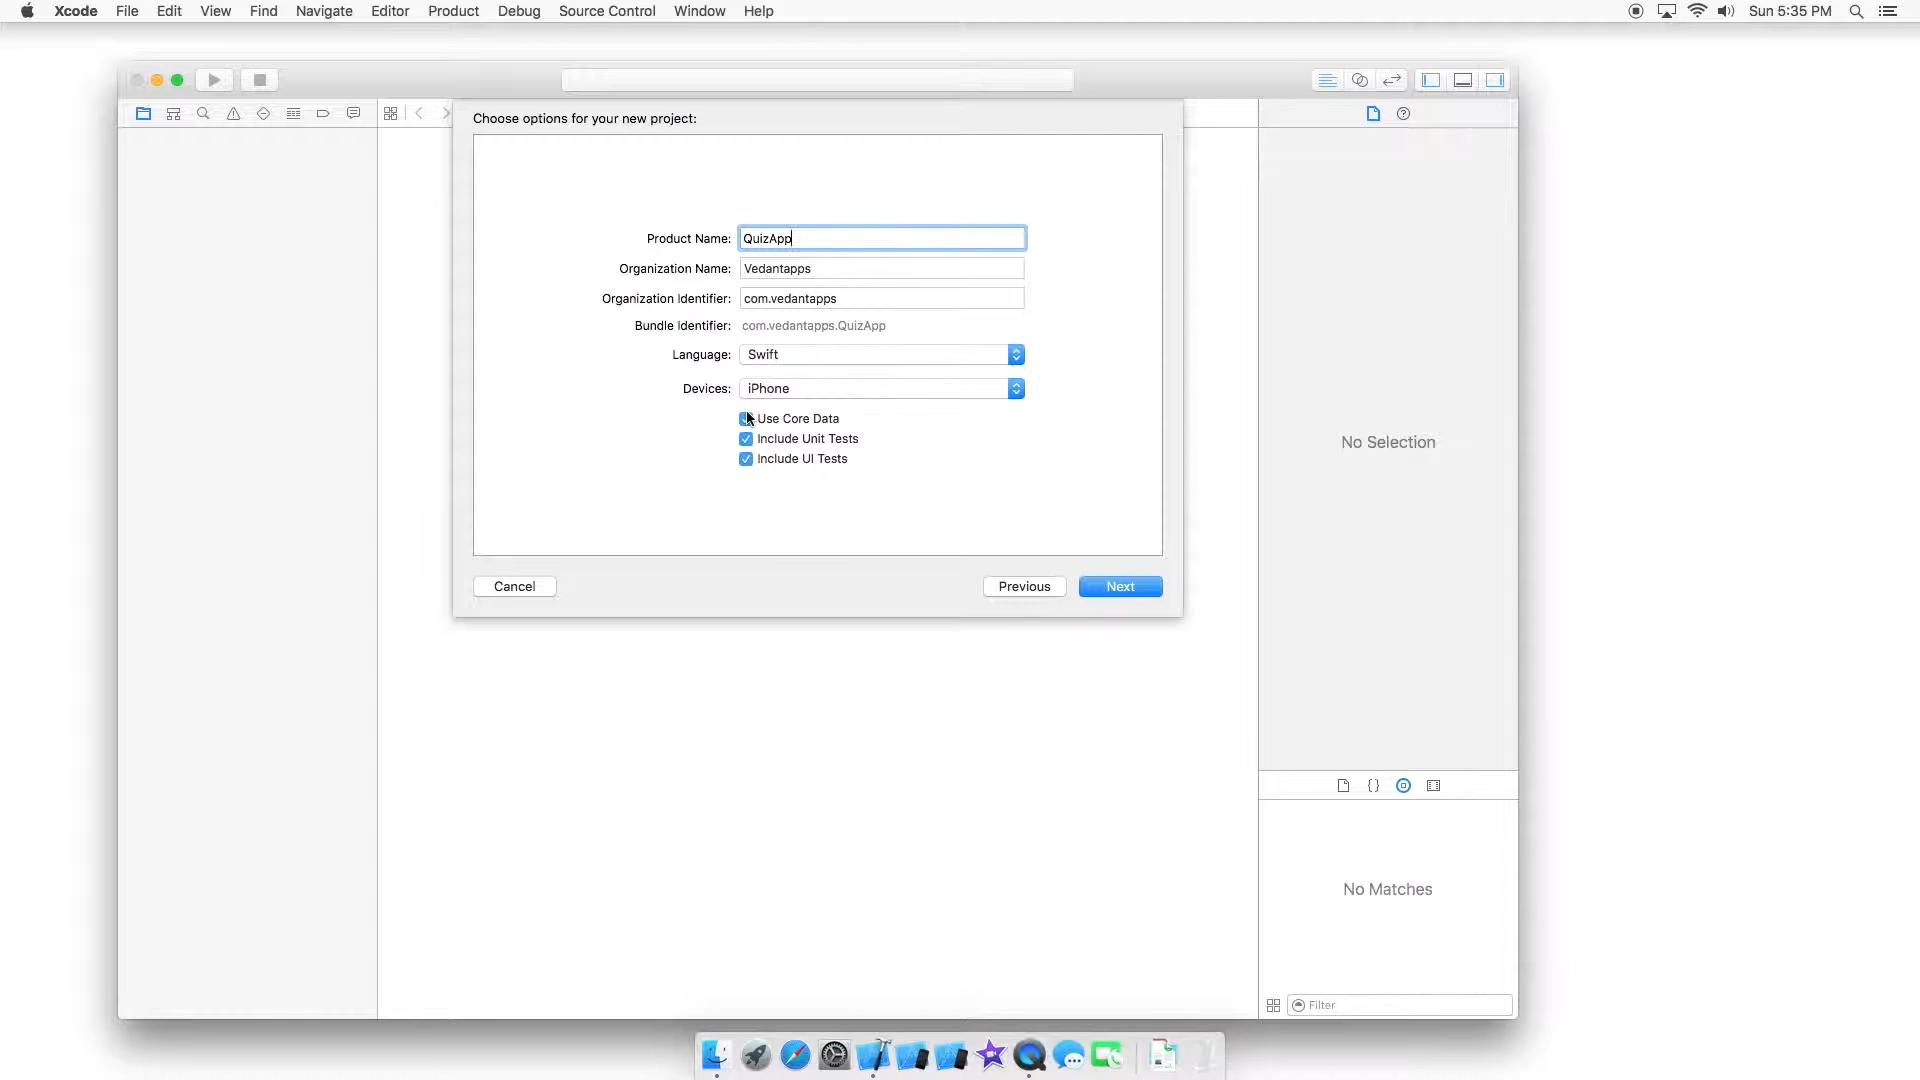 Xcode File Edit View Find Navigate Editor Product Debug Source Control Window Help Sun 5:35 PM
Choose options for your new project:
Product Name: QuizApp
Organization Name: Vedantapps
Organization Identifier: com.vedantapps
Bundle Identifier: com.vedantapps.QuizApp
Language: Swift
Devices: iPhone
Use Core Data
Include Unit Tests
Include UI Tests
No Selection
Cancel Previous Next
No Matches
Filter